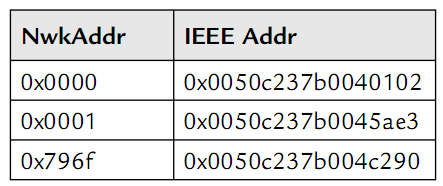 NwkAddr IEEE Addr
0x0000 0x0050c237b0040102
0x0001 0x0050c237b0045ae3
0x796f 0x0050c237b004c290